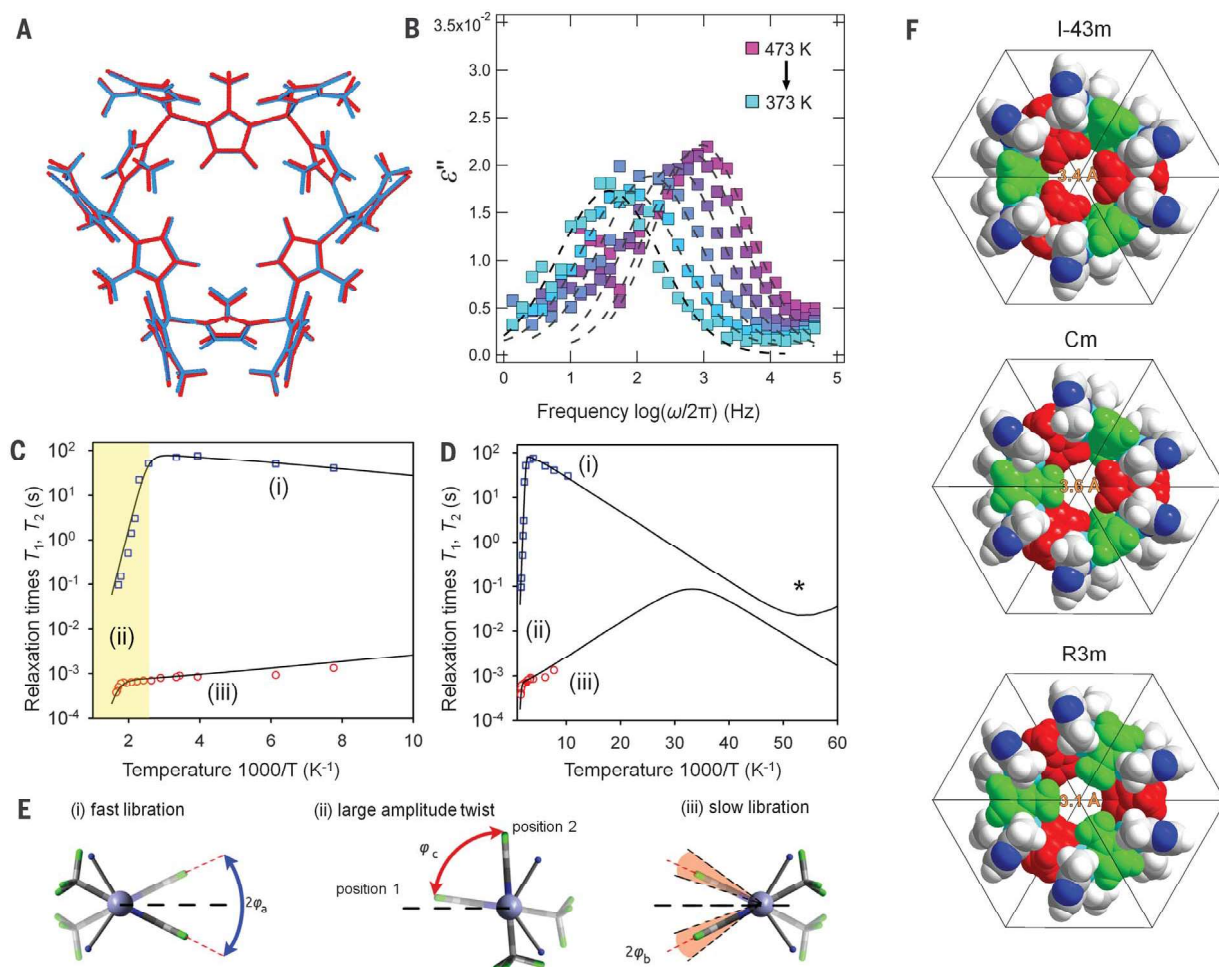 A
B
3.5x10⁻²
3.0
2.5
2.0
1.5
1.0
0.5
0.0
ε''
473 K
373 K
0 1 2 3 4 5
Frequency log(ω/2π) (Hz)
C
10²
10¹
10⁰
10⁻¹
10⁻²
10⁻³
10⁻⁴
Relaxation times T₁, T₂ (s)
(i)
(ii)
(iii)
2 4 6 8 10
Temperature 1000/T (K⁻¹)
D
10²
10¹
10⁰
10⁻¹
10⁻²
10⁻³
10⁻⁴
Relaxation times T₁, T₂ (s)
(i)
*
(ii)
(iii)
10 20 30 40 50 60
Temperature 1000/T (K⁻¹)
E
(i) fast libration
2φₐ
(ii) large amplitude twist
position 2
φ꜀
position 1
(iii) slow libration
2φb
F
I-43m
3.4 Å
Cm
3.6 Å
R3m
3.1 Å